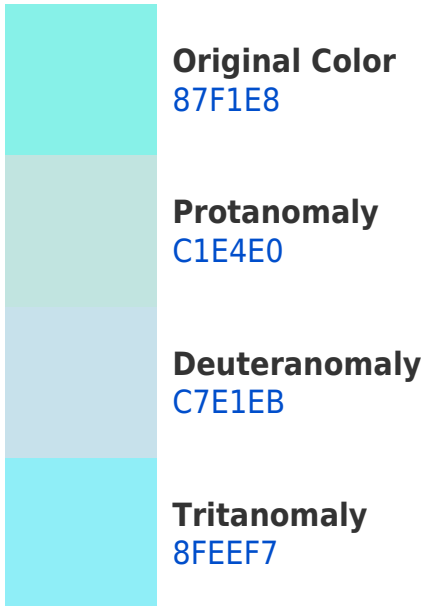 Original Color
87F1E8
Protanomaly
C1E4E0
Deuteranomaly
C7E1EB
Tritanomaly
8FEEF7